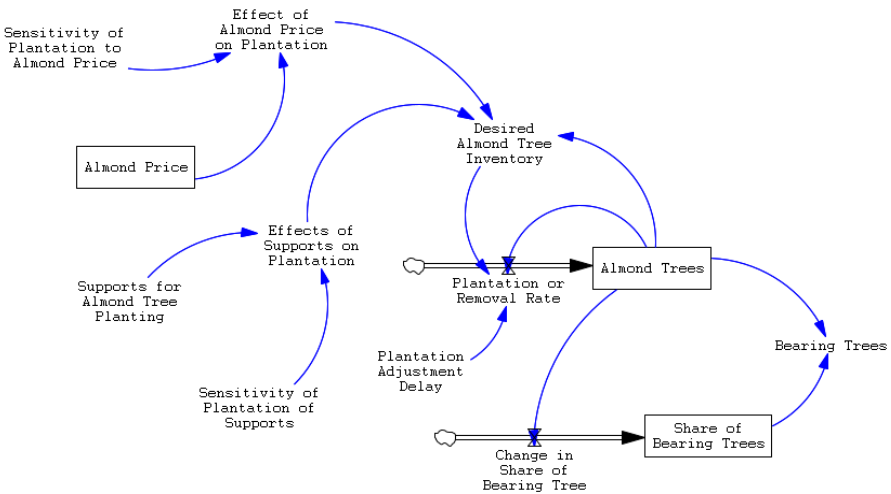 Sensitivity of
Plantation to
Almond Price
Effect of
Almond Price
on Plantation
Almond Price
Desired
Almond Tree
Inventory
Effects of
Supports on
Plantation
Supports for
Almond Tree
Planting
Plantation or
Removal Rate
Almond Trees
Plantation
Adjustment
Delay
Bearing Trees
Sensitivity of
Plantation of
Supports
Share of
Bearing Trees
Change in
Share of
Bearing Tree